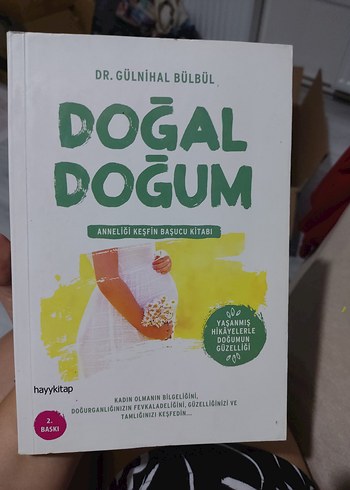 DR. GÜLNİHAL BÜLBÜL
DOĞAL
DOĞUM
ANNELİĞİ KEŞFİN BAŞUCU KİTABI
YAŞANMIŞ
HİKÂYELERLE
DOĞUMUN
GÜZELLİĞİ
hayykitap
2.
BASKI
KADIN OLMANIN BİLGELİĞİNİ,
DOĞURGANLIĞINIZIN FEVKALADELİĞİNİ, GÜZELLİĞİNİZİ VE
TAMLIĞINIZI KEŞFEDİN...